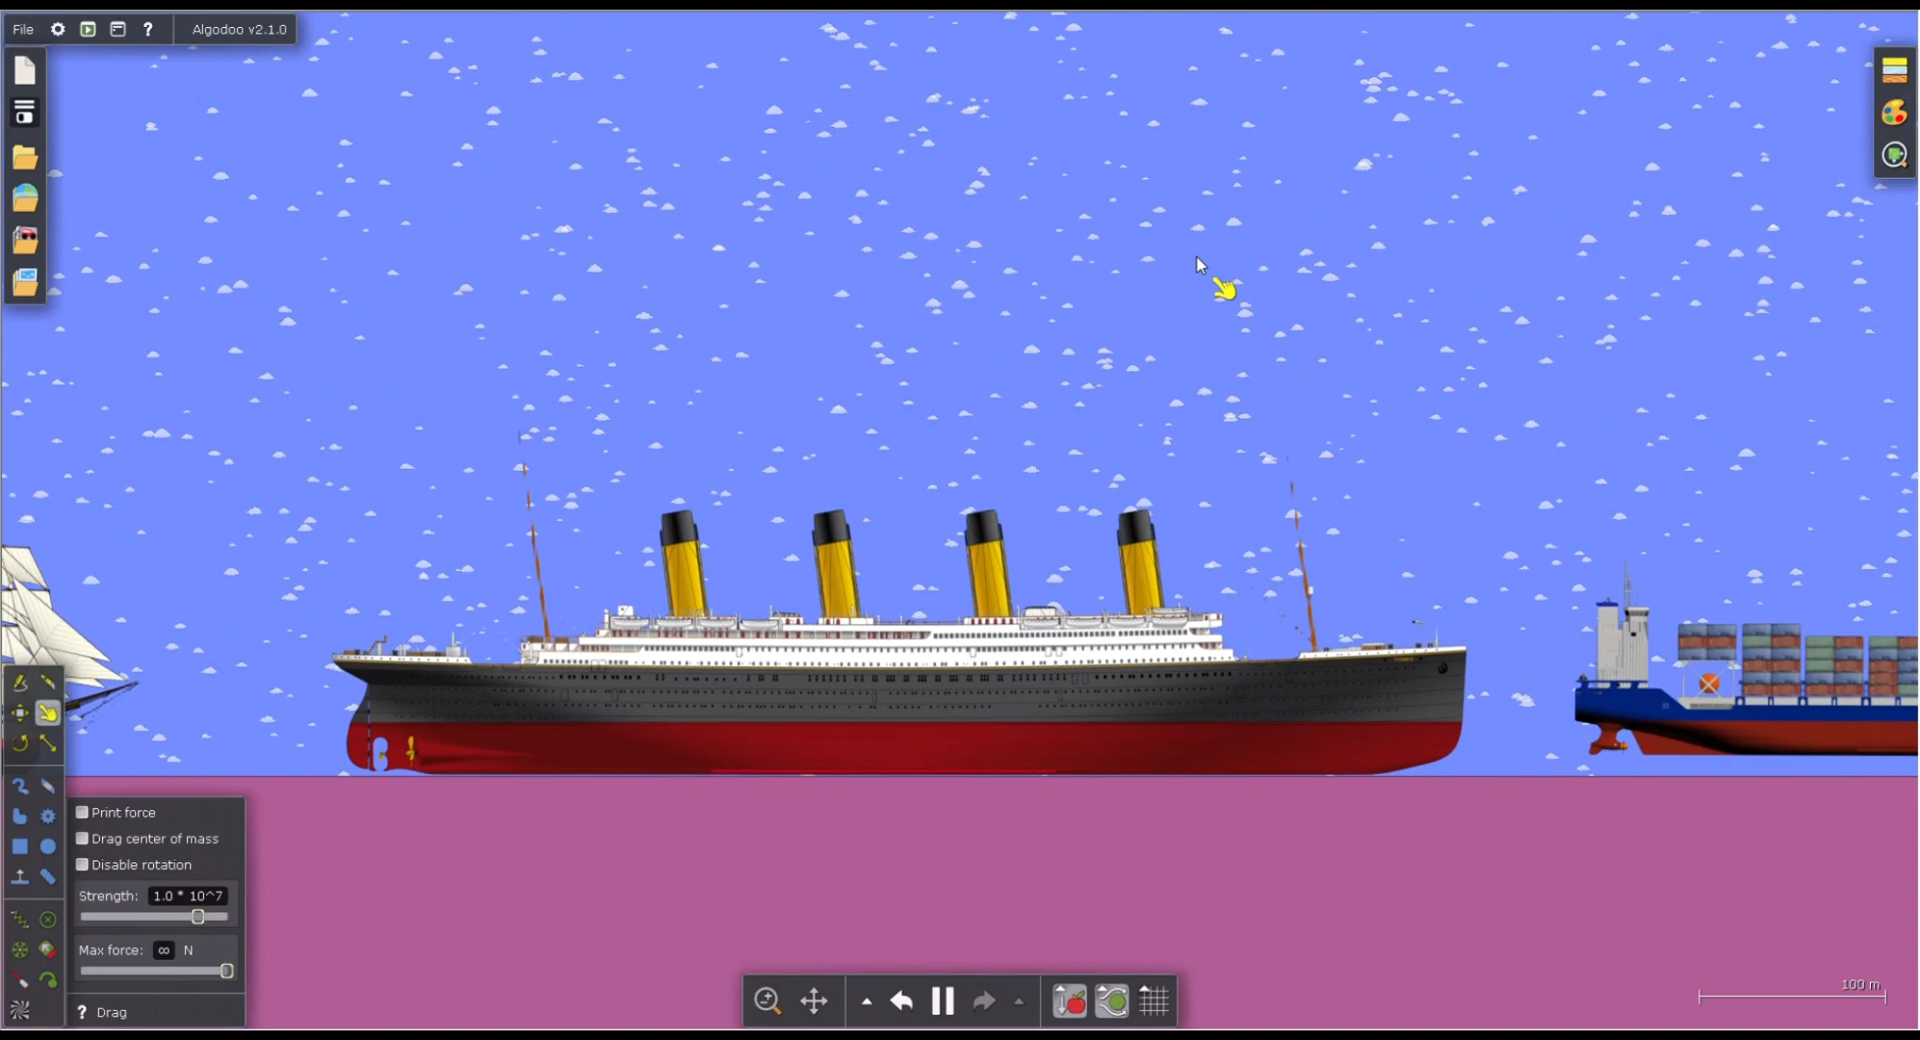 File ? Algodoo v2.1.0
Print force
Drag center of mass
Disable rotation
Strength: 1.0 * 10^7
Max force: ∞ N
? Drag
100 m